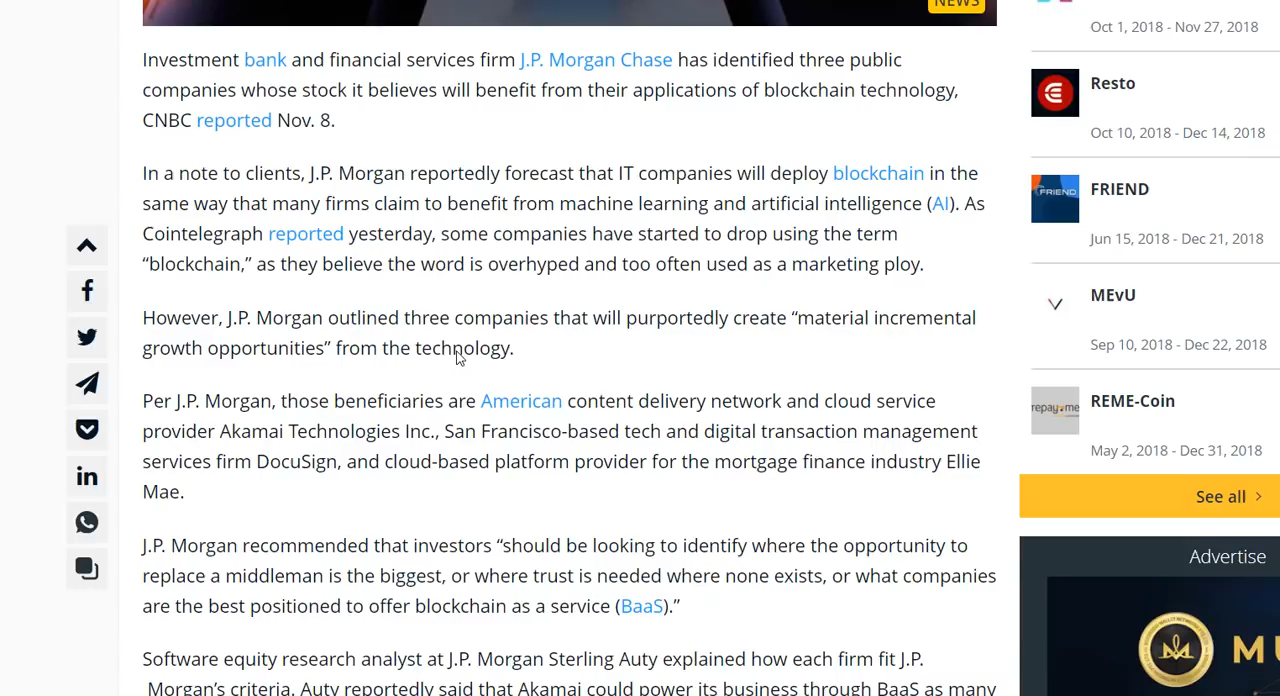 NEWS
Investment bank and financial services firm J.P. Morgan Chase has identified three public
companies whose stock it believes will benefit from their applications of blockchain technology,
CNBC reported Nov. 8.
In a note to clients, J.P. Morgan reportedly forecast that IT companies will deploy blockchain in the
same way that many firms claim to benefit from machine learning and artificial intelligence (AI). As
Cointelegraph reported yesterday, some companies have started to drop using the term
“blockchain,” as they believe the word is overhyped and too often used as a marketing ploy.
However, J.P. Morgan outlined three companies that will purportedly create “material incremental
growth opportunities” from the technology.
Per J.P. Morgan, those beneficiaries are American content delivery network and cloud service
provider Akamai Technologies Inc., San Francisco-based tech and digital transaction management
services firm DocuSign, and cloud-based platform provider for the mortgage finance industry Ellie
Mae.
J.P. Morgan recommended that investors “should be looking to identify where the opportunity to
replace a middleman is the biggest, or where trust is needed where none exists, or what companies
are the best positioned to offer blockchain as a service (BaaS).”
Software equity research analyst at J.P. Morgan Sterling Auty explained how each firm fit J.P.
Morgan’s criteria. Auty reportedly said that Akamai could power its business through BaaS as many
Oct 1, 2018 - Nov 27, 2018
Resto
Oct 10, 2018 - Dec 14, 2018
FRIEND
FRIEND
Jun 15, 2018 - Dec 21, 2018
MEvU
Sep 10, 2018 - Dec 22, 2018
repayme
REME-Coin
May 2, 2018 - Dec 31, 2018
See all
Advertise